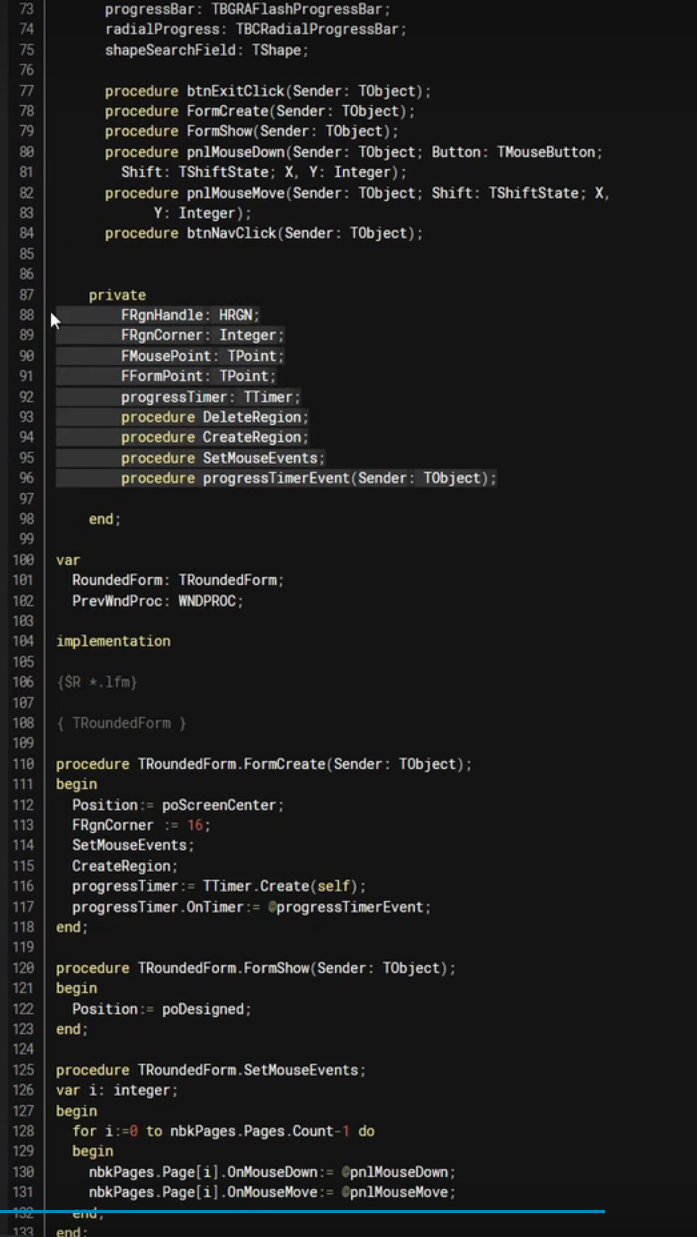 73 progressBar: TBGRAFlashProgressBar;
74 radialProgress: TBCRadialProgressBar;
75 shapeSearchField: TShape;
76
77 procedure btnExitClick(Sender: TObject);
78 procedure FormCreate(Sender: TObject);
79 procedure FormShow(Sender: TObject);
80 procedure pnlMouseDown(Sender: TObject; Button: TMouseButton;
81 Shift: TShiftState; X, Y: Integer);
82 procedure pnlMouseMove(Sender: TObject; Shift: TShiftState; X,
83 Y: Integer);
84 procedure btnNavClick(Sender: TObject);
85
86
87 private
88 FRgnHandle: HRGN;
89 FRgnCorner: Integer;
90 FMousePoint: TPoint;
91 FFormPoint: TPoint;
92 progressTimer: TTimer;
93 procedure DeleteRegion;
94 procedure CreateRegion;
95 procedure SetMouseEvents;
96 procedure progressTimerEvent(Sender: TObject);
97
98 end;
99
100 var
101 RoundedForm: TRoundedForm;
102 PrevWndProc: WNDPROC;
103
104 implementation
105
106 {$R *.lfm}
107
108 { TRoundedForm }
109
110 procedure TRoundedForm.FormCreate(Sender: TObject);
111 begin
112 Position:= poScreenCenter;
113 FRgnCorner := 16;
114 SetMouseEvents;
115 CreateRegion;
116 progressTimer:= TTimer.Create(self);
117 progressTimer.OnTimer:= @progressTimerEvent;
118 end;
119
120 procedure TRoundedForm.FormShow(Sender: TObject);
121 begin
122 Position:= poDesigned;
123 end;
124
125 procedure TRoundedForm.SetMouseEvents;
126 var i: integer;
127 begin
128 for i:=0 to nbkPages.Pages.Count-1 do
129 begin
130 nbkPages.Page[i].OnMouseDown:= @pnlMouseDown;
131 nbkPages.Page[i].OnMouseMove:= @pnlMouseMove;
132 end;
133 end;